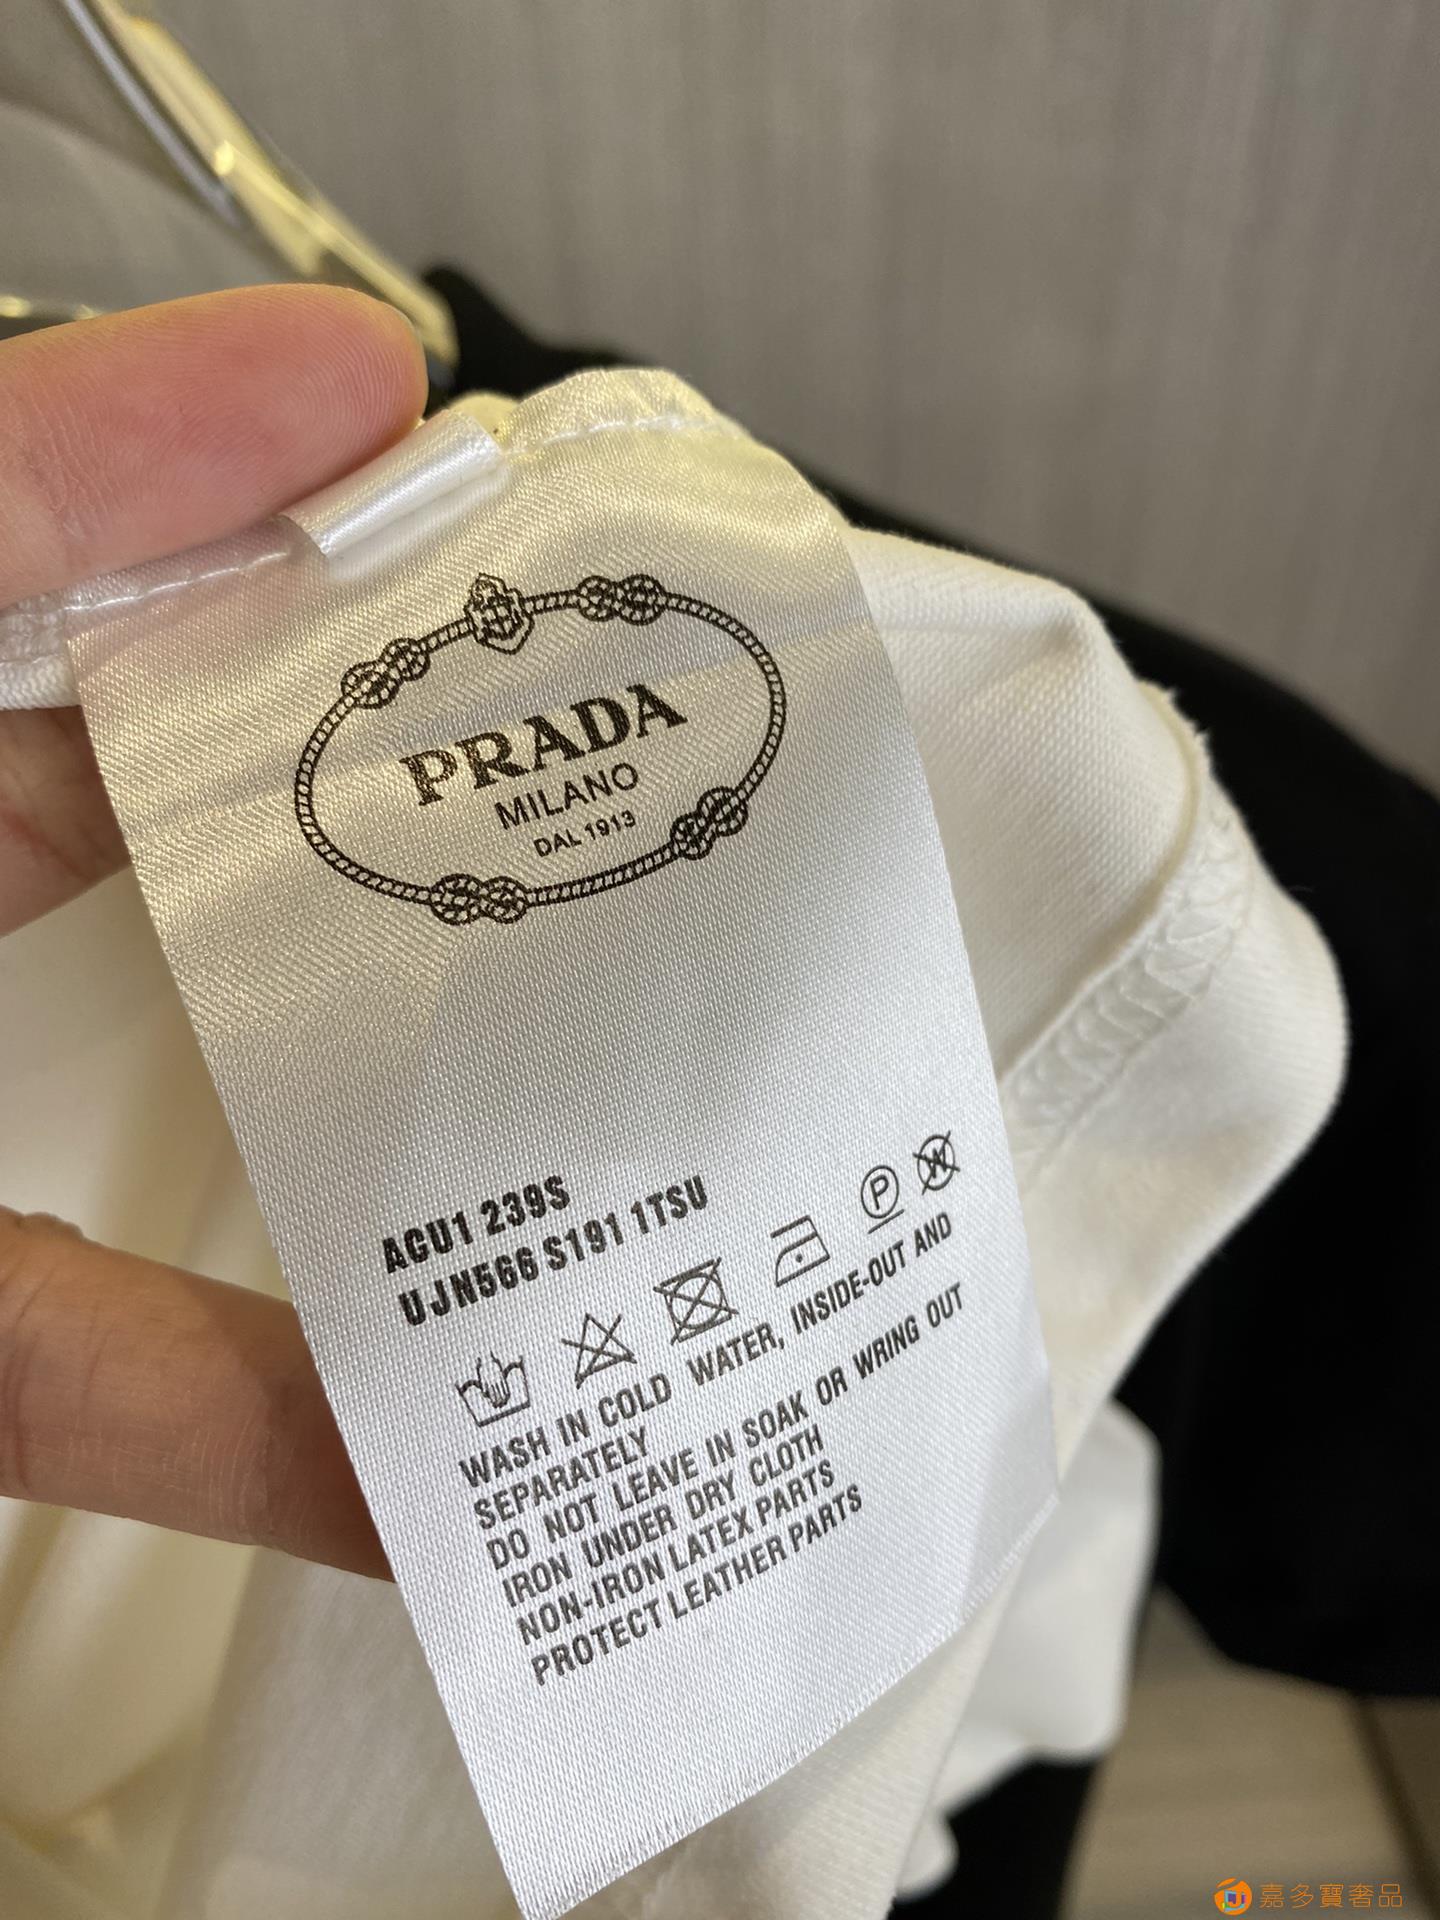 PRADA
MILANO
DAL 1913
ACU1 239S
UJN566 S191 1TSU
P
W
WASH IN COLD WATER, INSIDE-OUT AND
SEPARATELY
DO NOT LEAVE IN SOAK OR WRING OUT
IRON UNDER DRY CLOTH
NON-IRON LATEX PARTS
PROTECT LEATHER PARTS
嘉多寶奢品